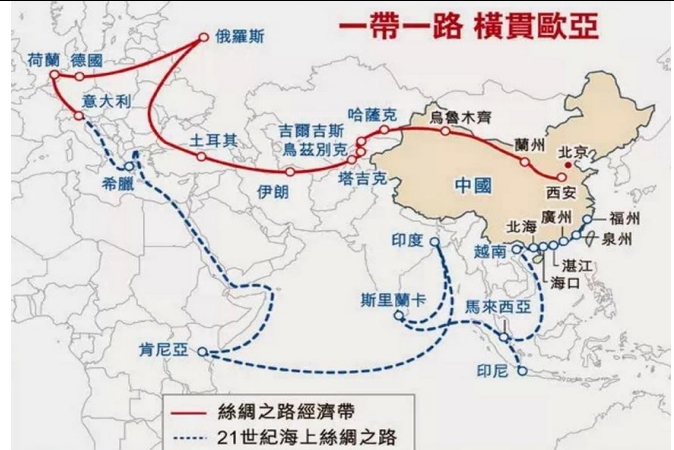 一帶一路 橫貫歐亞
俄羅斯
荷蘭
德國
意大利
土耳其
希臘
伊朗
吉爾吉斯
烏茲別克
哈薩克
塔吉克
烏魯木齊
蘭州
北京
西安
中國
福州
泉州
廣州
北海
湛江
海口
越南
印度
斯里蘭卡
馬來西亞
印尼
肯尼亞
絲綢之路經濟帶
21世紀海上絲綢之路